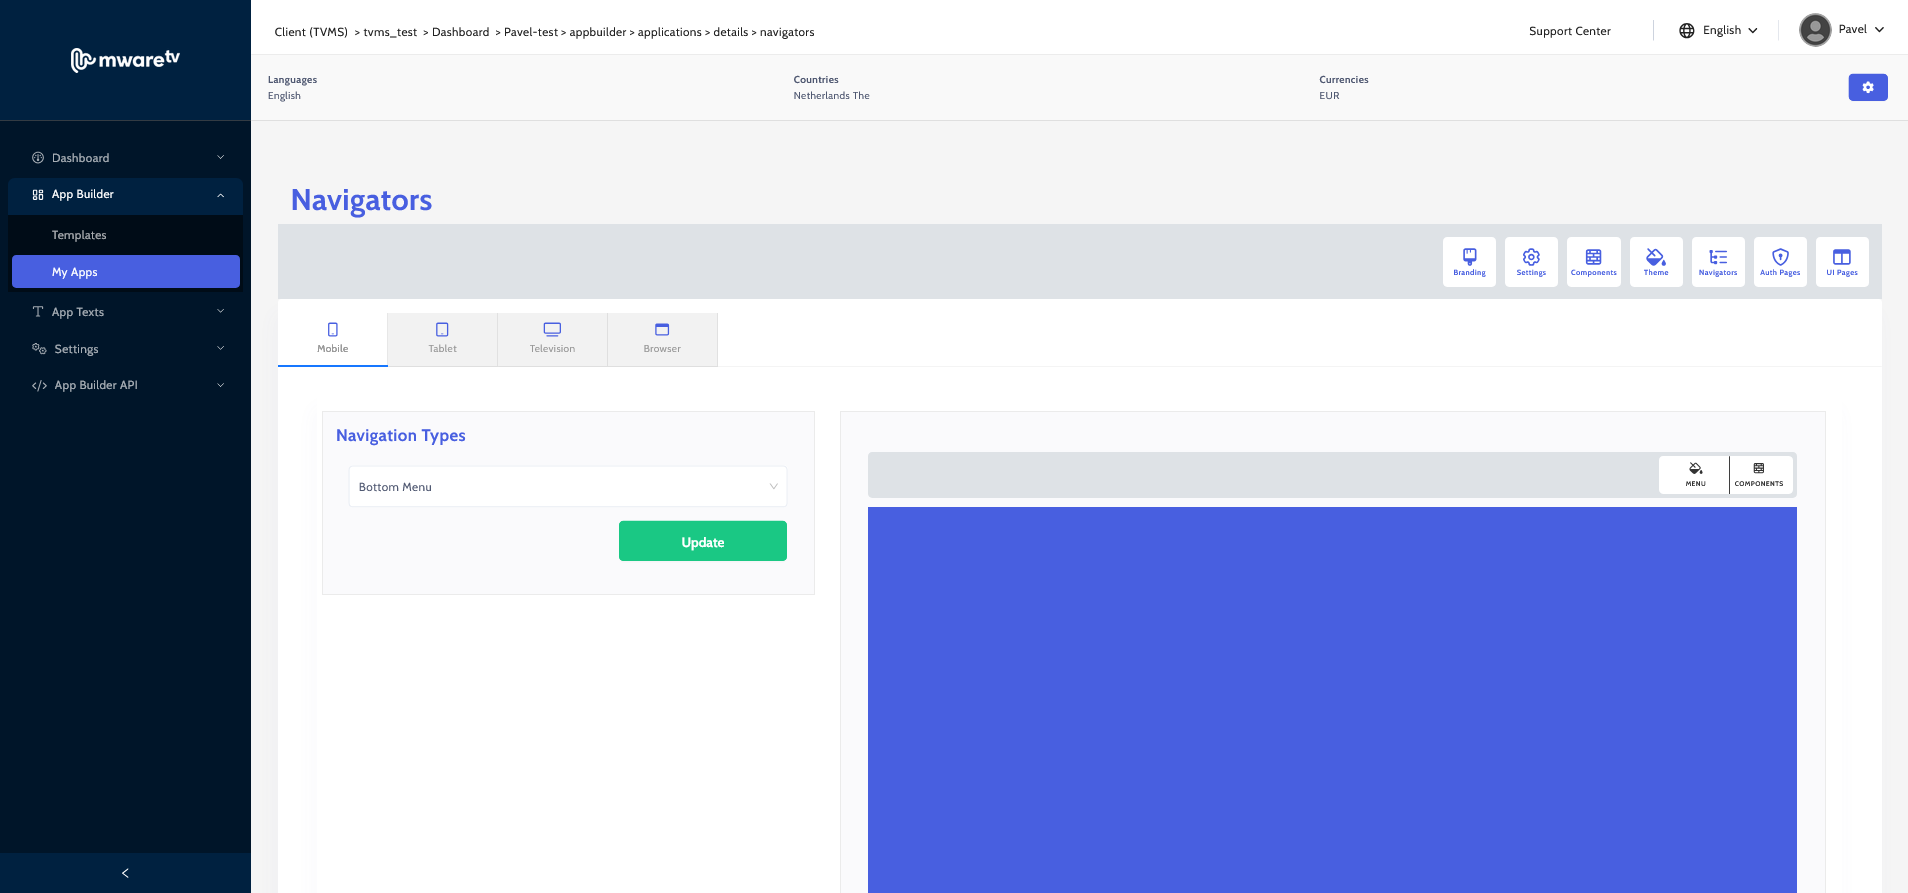 mwaretv
Client (TVMS) > tvms_test > Dashboard > Pavel-test > appbuilder > applications > details > navigators
Support Center
English
Pavel
Languages
English
Countries
Netherlands The
Currencies
EUR
Dashboard
App Builder
Templates
My Apps
App Texts
Settings
App Builder API
Navigators
Branding
Settings
Components
Theme
Navigators
Auth Pages
UI Pages
Mobile
Tablet
Television
Browser
Navigation Types
Bottom Menu
Update
MENU
COMPONENTS